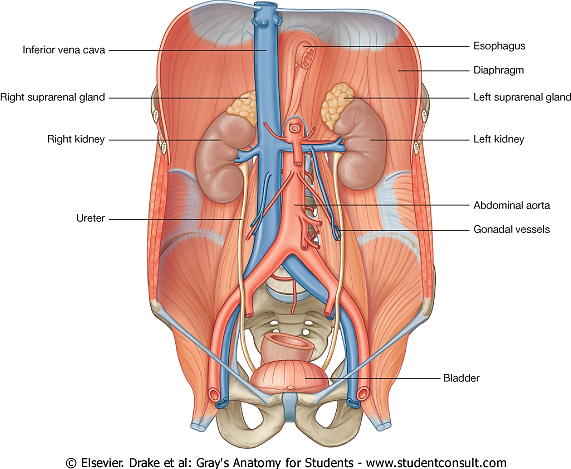 Inferior vena cava
Esophagus
Diaphragm
Right suprarenal gland
Left suprarenal gland
Right kidney
Left kidney
Ureter
Abdominal aorta
Gonadal vessels
Bladder
© Elsevier. Drake et al: Gray's Anatomy for Students - www.studentconsult.com